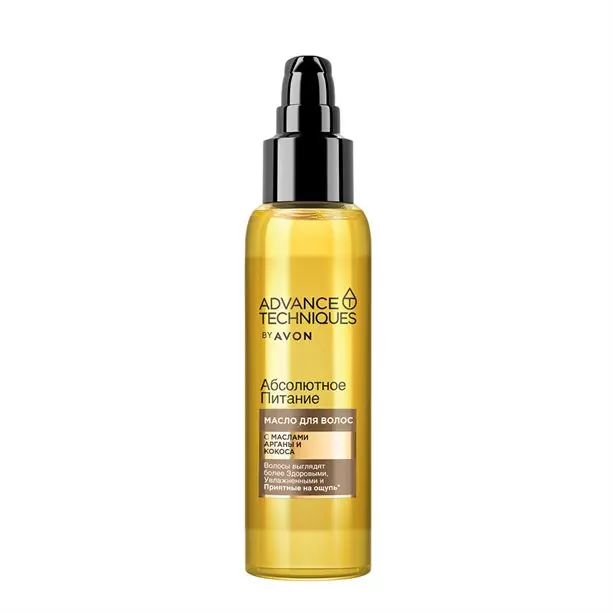 ADVANCE T
TECHNIQUES
BY AVON
Абсолютное
Питание
МАСЛО ДЛЯ ВОЛОС
С МАСЛАМИ
АРГАНЫ И
КОКОСА
Волосы выглядят
более Здоровыми,
Увлажненными и
Приятные на ощупь*